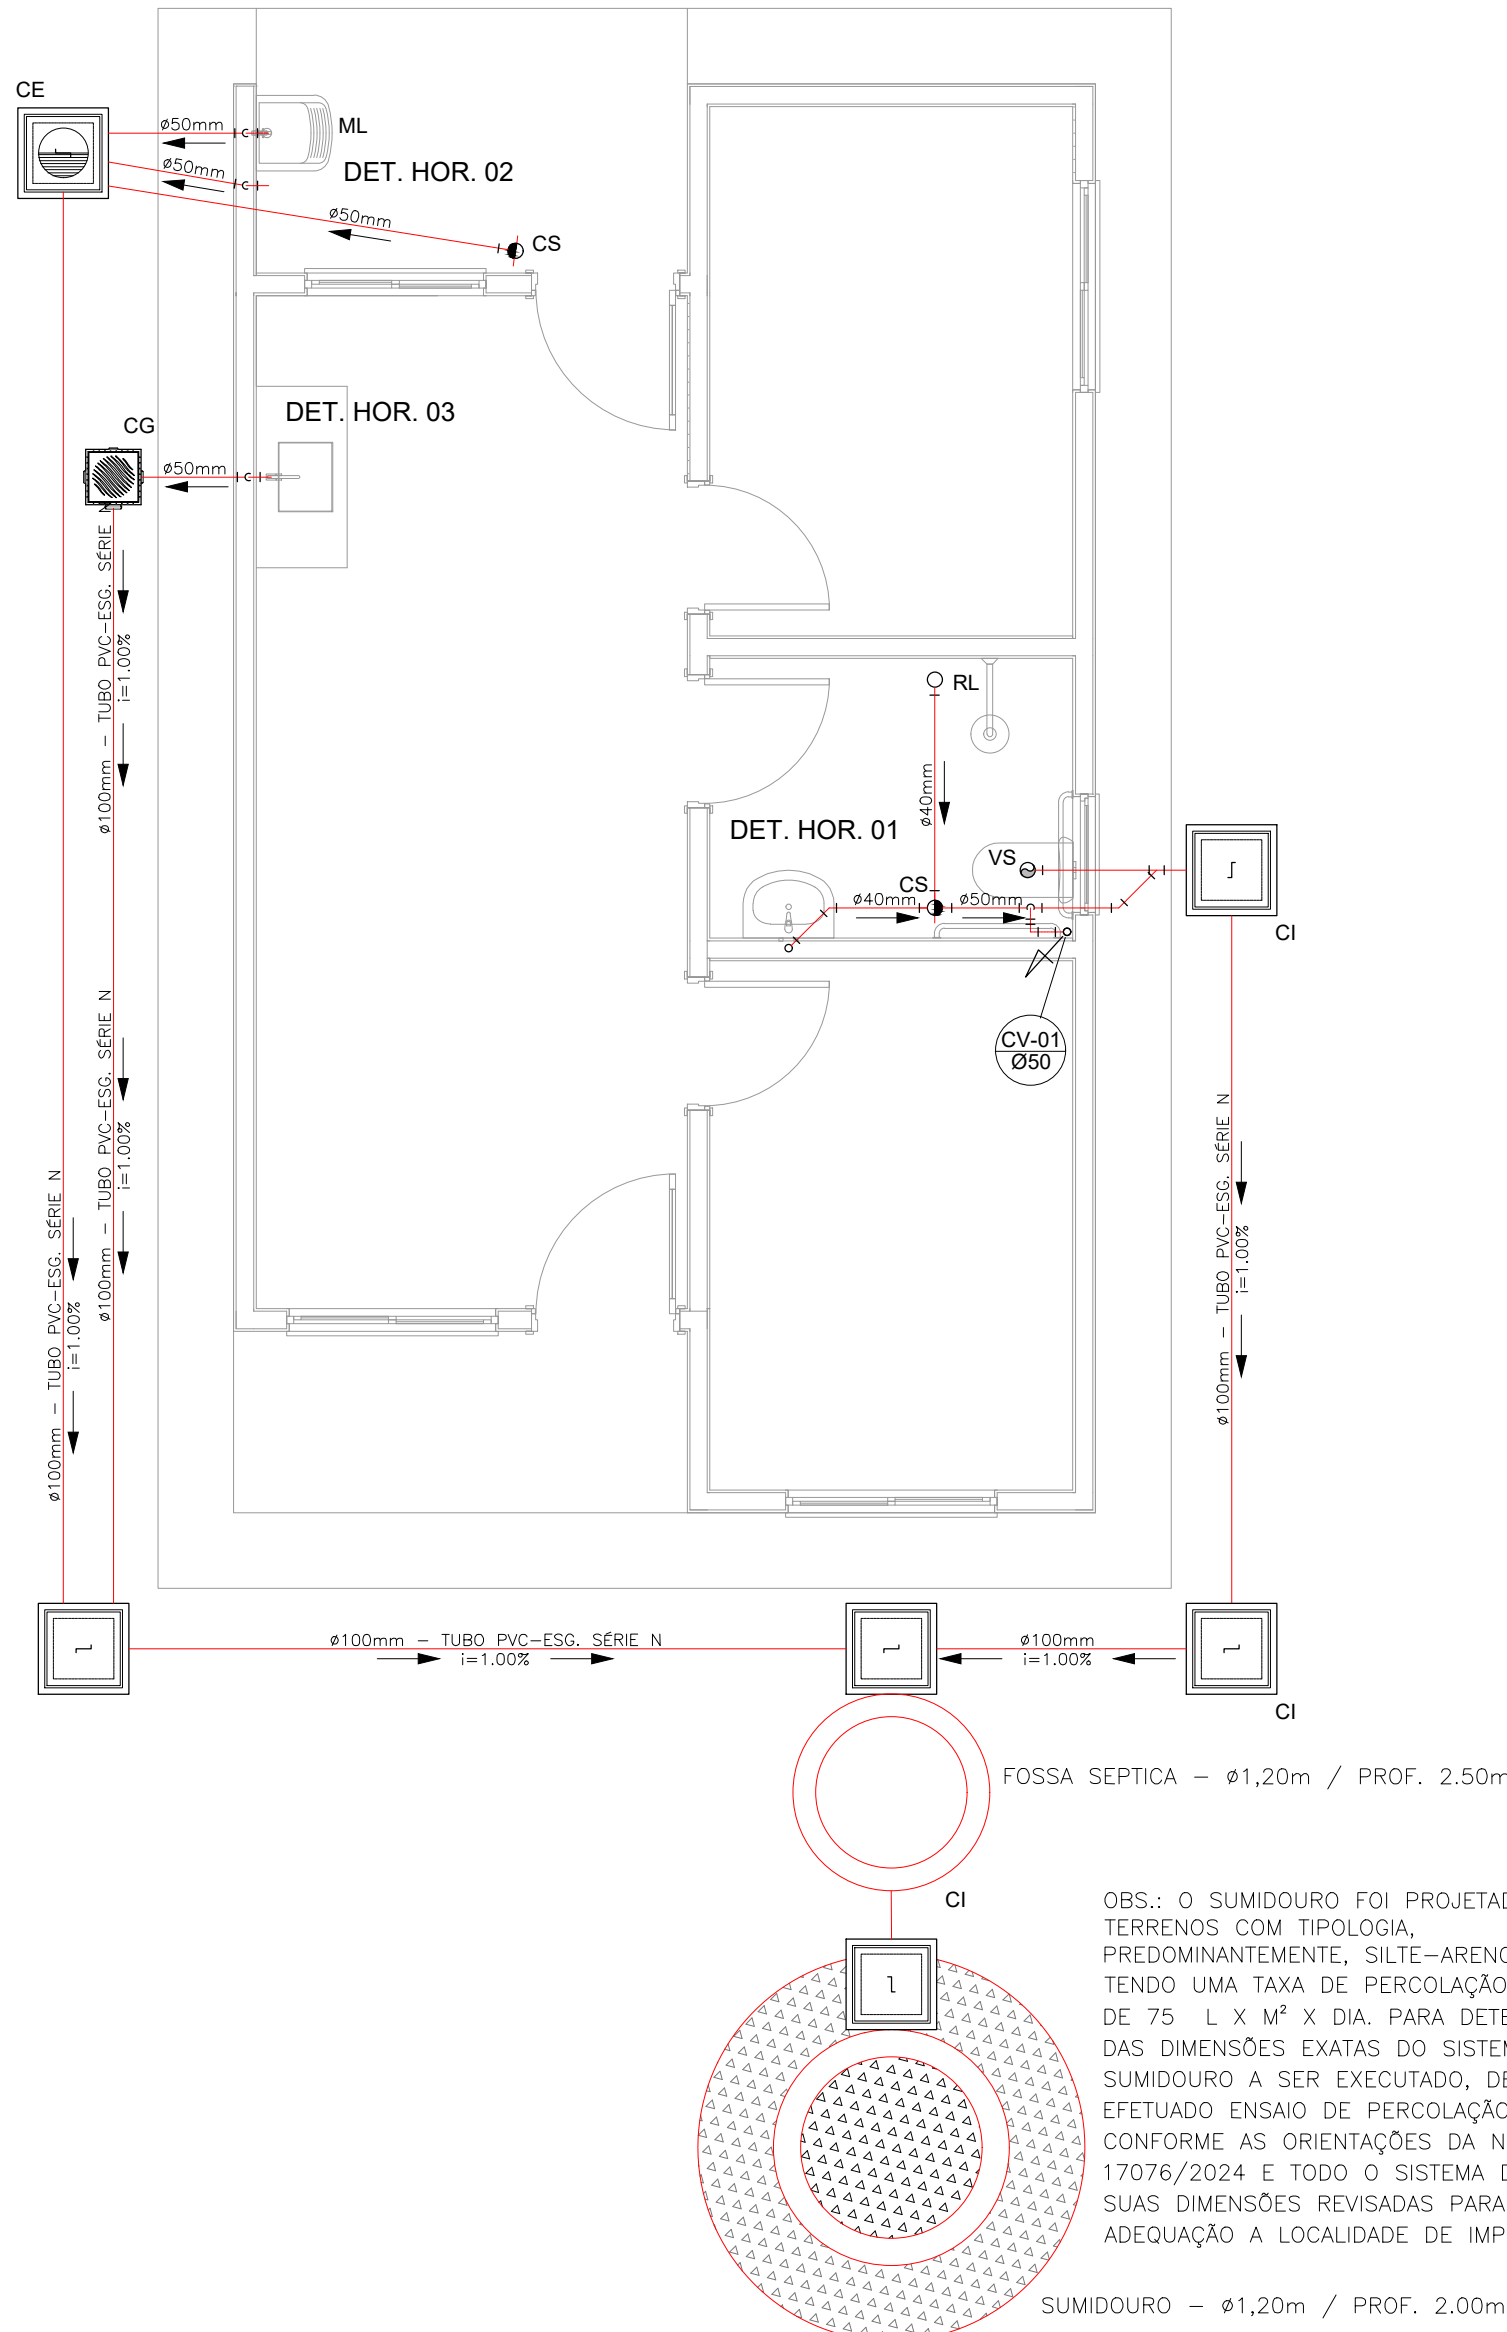 CE
ø50mm
ML
ø50mm
DET. HOR. 02
ø50mm
CS
DET. HOR. 03
CG
ø50mm
ø100mm – TUBO PVC–ESG. SÉRIE N
i=1.00%
RL
ø40mm
DET. HOR. 01
VS
CS
ø40mm
ø50mm
CI
CV-01
Ø50
ø100mm – TUBO PVC–ESG. SÉRIE N
i=1.00%
ø100mm – TUBO PVC–ESG. SÉRIE N
i=1.00%
ø100mm – TUBO PVC–ESG. SÉRIE N
i=1.00%
ø100mm – TUBO PVC–ESG. SÉRIE N
i=1.00%
ø100mm
i=1.00%
CI
FOSSA SEPTICA – ø1,20m / PROF. 2.50m
CI
OBS.: O SUMIDOURO FOI
TERRENOS COM TIPOLOGIA,
PREDOMINANTEMENTE,
TENDO UMA TAXA DE PERCOLAÇÃO
DE 75 L X M² X DIA. PARA
DAS DIMENSÕES EXATAS DO
SUMIDOURO A SER EXECUTADO,
EFETUADO ENSAIO DE PERCOLAÇÃO
CONFORME AS ORIENTAÇÕES DA
17076/2024 E TODO O SISTEMA
SUAS DIMENSÕES REVISADAS PARA
ADEQUAÇÃO A LOCALIDADE DE
SUMIDOURO – ø1,20m / PROF. 2.00m